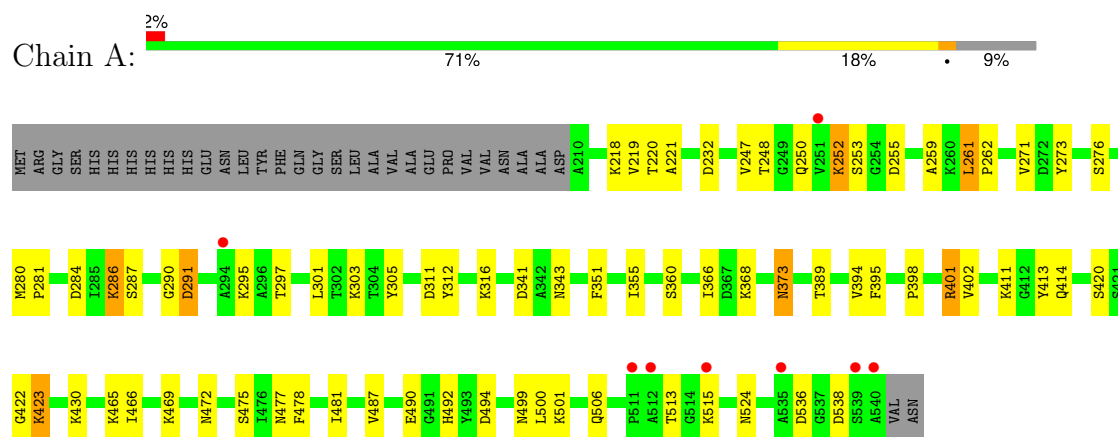 2%
Chain A:
71% 18% • 9%
MET ARG GLY SER HIS HIS HIS HIS HIS HIS GLU ASN LEU TYR PHE GLN GLY SER LEU ALA VAL ALA GLU PRO VAL VAL ASN ALA ALA ASP A210 K218 V219 T220 A221 D232 V247 T248 G249 Q250 V251 K252 S253 G254 D255 A259 K260 L261 P262 V271 D272 Y273 S276
M280 P281 D284 I285 K286 S287 G290 D291 A294 K295 A296 T297 L301 T302 K303 T304 Y305 D311 Y312 K316 D341 A342 N343 F351 I355 S360 I366 D367 K368 N373 T389 V394 F395 P398 R401 V402 K411 G412 Y413 Q414 S420 S421
G422 K423 K430 K465 I466 K469 N472 S475 I476 N477 F478 I481 V487 E490 G491 H492 Y493 D494 N499 L500 K501 Q506 P511 A512 T513 G514 K515 N524 A535 D536 G537 D538 S539 A540 VAL ASN